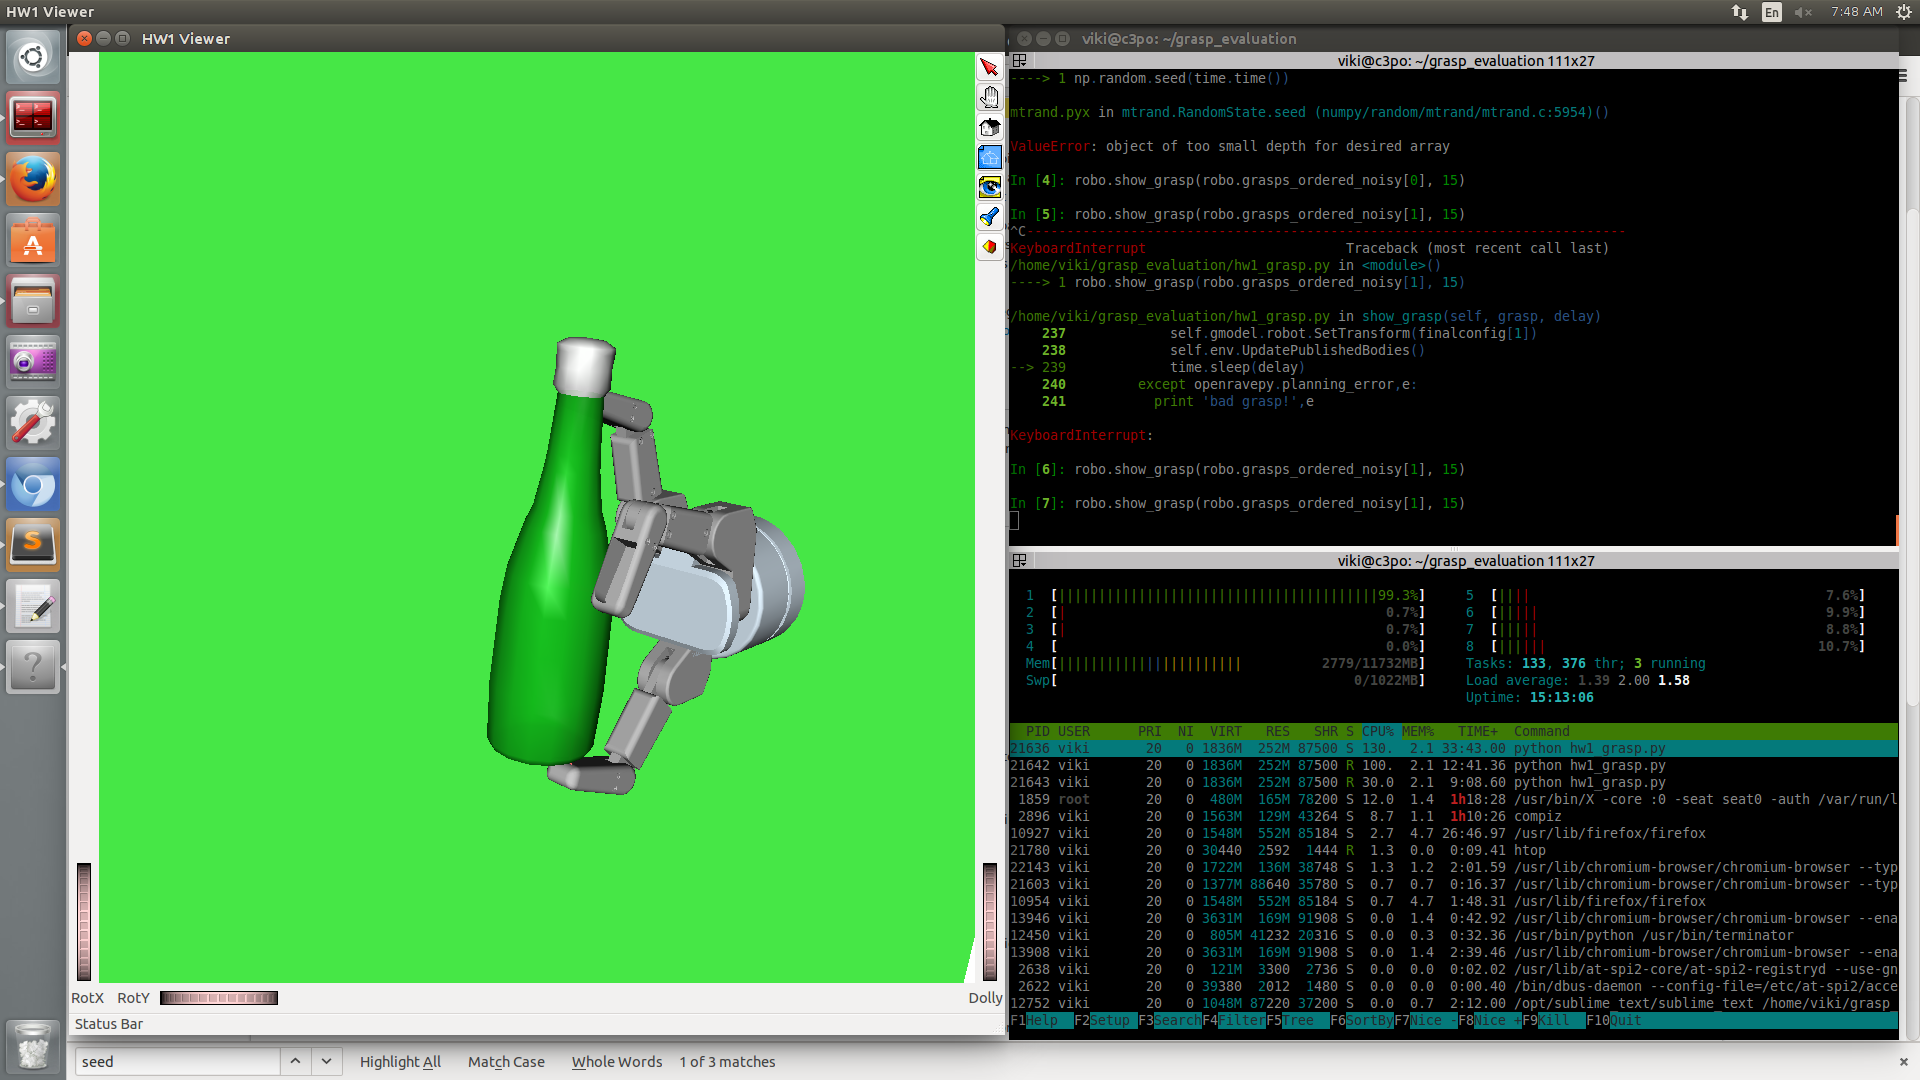 HW1 Viewer
En
7:48 AM
HW1 Viewer
RotX RotY
Dolly
Status Bar
viki@c3po: ~/grasp_evaluation
viki@c3po: ~/grasp_evaluation 111x27
----> 1 np.random.seed(time.time())
mtrand.pyx in mtrand.RandomState.seed (numpy/random/mtrand/mtrand.c:5954)()
ValueError: object of too small depth for desired array
In [4]: robo.show_grasp(robo.grasps_ordered_noisy[0], 15)
In [5]: robo.show_grasp(robo.grasps_ordered_noisy[1], 15)
^C---------------------------------------------------------------------------
KeyboardInterrupt                         Traceback (most recent call last)
/home/viki/grasp_evaluation/hw1_grasp.py in <module>()
----> 1 robo.show_grasp(robo.grasps_ordered_noisy[1], 15)
/home/viki/grasp_evaluation/hw1_grasp.py in show_grasp(self, grasp, delay)
    237             self.gmodel.robot.SetTransform(finalconfig[1])
    238             self.env.UpdatePublishedBodies()
--> 239             time.sleep(delay)
    240         except openravepy.planning_error,e:
    241           print 'bad grasp!',e
KeyboardInterrupt:
In [6]: robo.show_grasp(robo.grasps_ordered_noisy[1], 15)
In [7]: robo.show_grasp(robo.grasps_ordered_noisy[1], 15)
viki@c3po: ~/grasp_evaluation 111x27
1 [99.3%] 5 [7.6%]
2 [0.7%] 6 [9.9%]
3 [0.7%] 7 [8.8%]
4 [0.0%] 8 [10.7%]
Mem[2779/11732MB] Tasks: 133, 376 thr; 3 running
Swp[0/1022MB] Load average: 1.39 2.00 1.58
Uptime: 15:13:06
PID USER PRI NI VIRT RES SHR S CPU% MEM% TIME+ Command
21636 viki 20 0 1836M 252M 87500 S 130. 2.1 33:43.00 python hw1_grasp.py
21642 viki 20 0 1836M 252M 87500 R 100. 2.1 12:41.36 python hw1_grasp.py
21643 viki 20 0 1836M 252M 87500 R 30.0 2.1 9:08.60 python hw1_grasp.py
1859 root 20 0 480M 165M 78200 S 12.0 1.4 1h18:28 /usr/bin/X -core :0 -seat seat0 -auth /var/run/l
2896 viki 20 0 1563M 129M 43264 S 8.7 1.1 1h10:26 compiz
10927 viki 20 0 1548M 552M 85184 S 2.7 4.7 26:46.97 /usr/lib/firefox/firefox
21780 viki 20 0 30440 2592 1444 R 1.3 0.0 0:09.41 htop
22143 viki 20 0 1722M 136M 38748 S 1.3 1.2 2:01.59 /usr/lib/chromium-browser/chromium-browser --typ
21603 viki 20 0 1377M 88640 35780 S 0.7 0.7 0:16.37 /usr/lib/chromium-browser/chromium-browser --typ
10954 viki 20 0 1548M 552M 85184 S 0.7 4.7 1:48.31 /usr/lib/firefox/firefox
13946 viki 20 0 3631M 169M 91908 S 0.0 1.4 0:42.92 /usr/lib/chromium-browser/chromium-browser --ena
12450 viki 20 0 805M 41232 20316 S 0.0 0.3 0:32.36 /usr/bin/python /usr/bin/terminator
13908 viki 20 0 3631M 169M 91908 S 0.0 1.4 2:39.46 /usr/lib/chromium-browser/chromium-browser --ena
2638 viki 20 0 121M 3300 2736 S 0.0 0.0 0:02.02 /usr/lib/at-spi2-core/at-spi2-registryd --use-gn
2622 viki 20 0 39380 2012 1480 S 0.0 0.0 0:00.40 /bin/dbus-daemon --config-file=/etc/at-spi2/acce
12752 viki 20 0 1048M 87220 37200 S 0.0 0.7 2:12.00 /opt/sublime_text/sublime_text /home/viki/grasp_
F1Help F2Setup F3SearchF4FilterF5Tree F6SortByF7Nice -F8Nice +F9Kill F10Quit
seed Highlight All Match Case Whole Words 1 of 3 matches